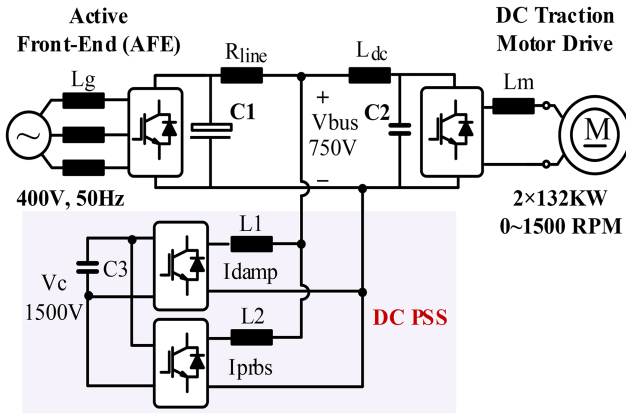 Active
Front-End (AFE)
DC Traction
Motor Drive
Rline
Ldc
Lg
Lm
C1
+
Vbus
750V
−
C2
M
400V, 50Hz
2×132KW
0~1500 RPM
L1
C3
Idamp
Vc
1500V
L2
DC PSS
Iprbs